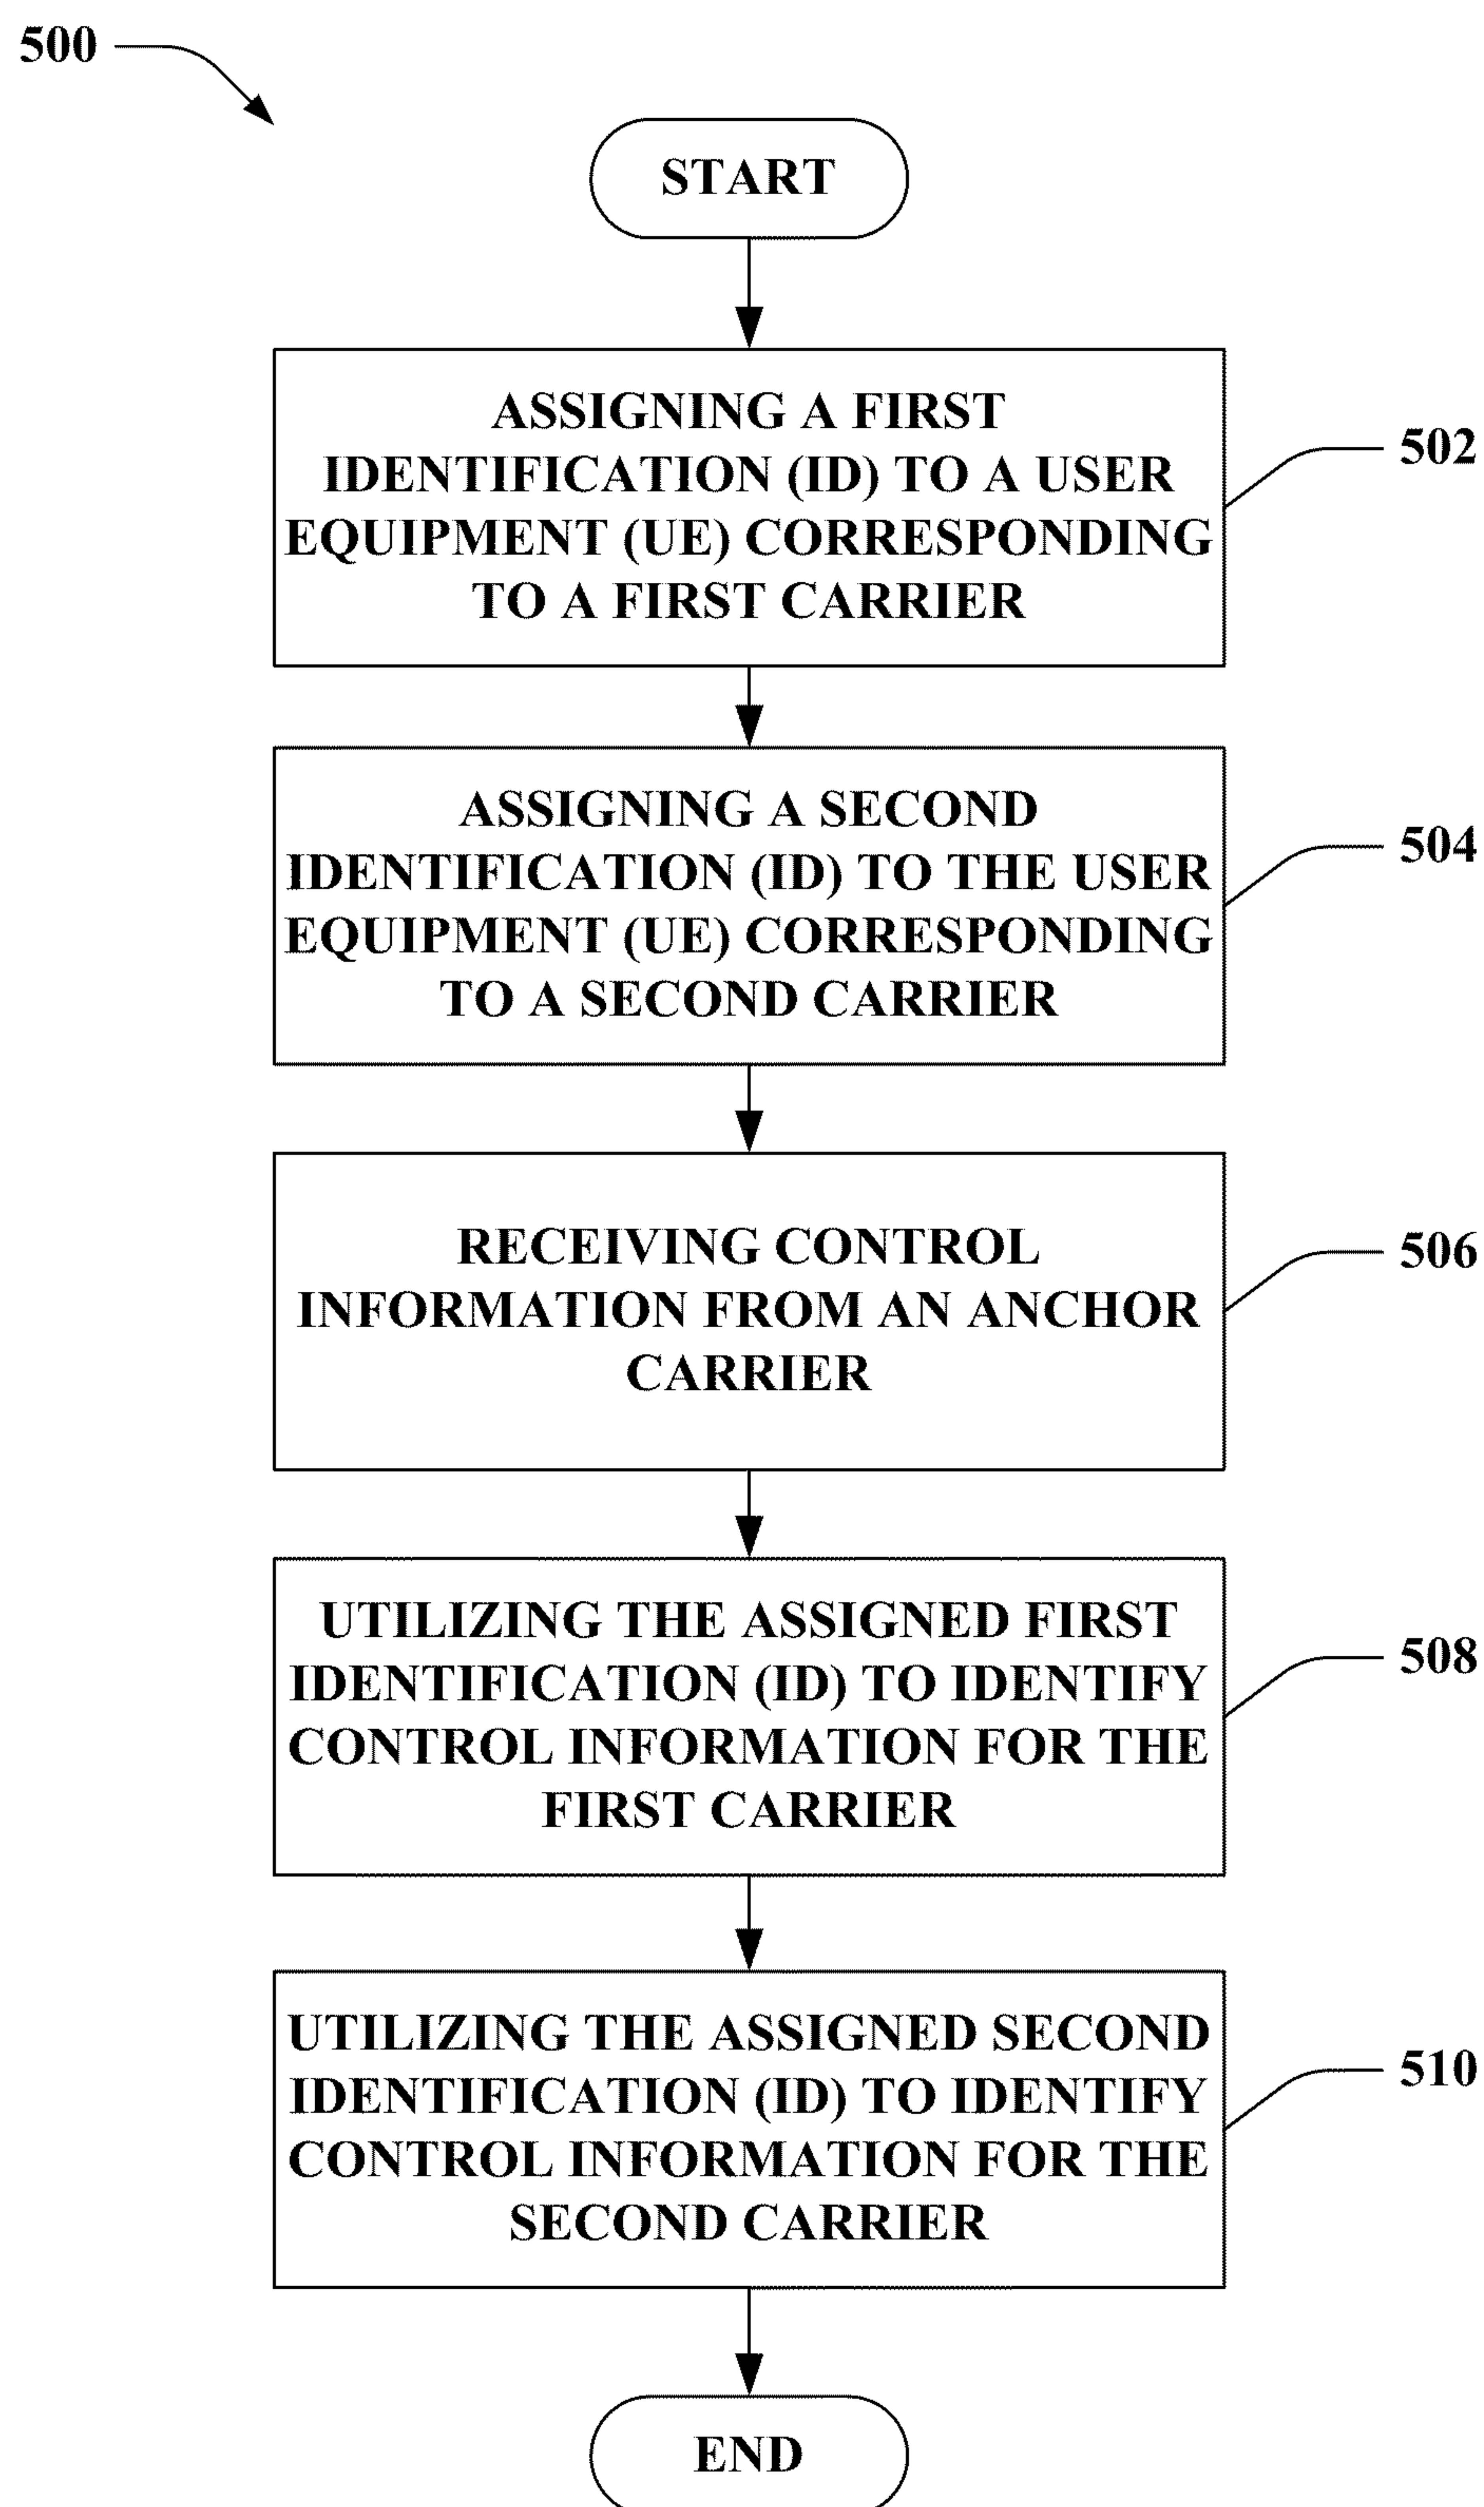 500
START
ASSIGNING A FIRST
IDENTIFICATION (ID) TO A USER
EQUIPMENT (UE) CORRESPONDING
TO A FIRST CARRIER
502
ASSIGNING A SECOND
IDENTIFICATION (ID) TO THE USER
EQUIPMENT (UE) CORRESPONDING
TO A SECOND CARRIER
504
RECEIVING CONTROL
INFORMATION FROM AN ANCHOR
CARRIER
506
UTILIZING THE ASSIGNED FIRST
IDENTIFICATION (ID) TO IDENTIFY
CONTROL INFORMATION FOR THE
FIRST CARRIER
508
UTILIZING THE ASSIGNED SECOND
IDENTIFICATION (ID) TO IDENTIFY
CONTROL INFORMATION FOR THE
SECOND CARRIER
510
END